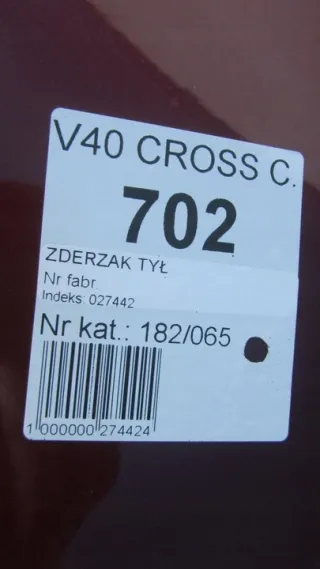 V40 CROSS C.
702
ZDERZAK TYŁ
Nr fabr.
Indeks: 027442
Nr kat.: 182/065
1 000000 274424